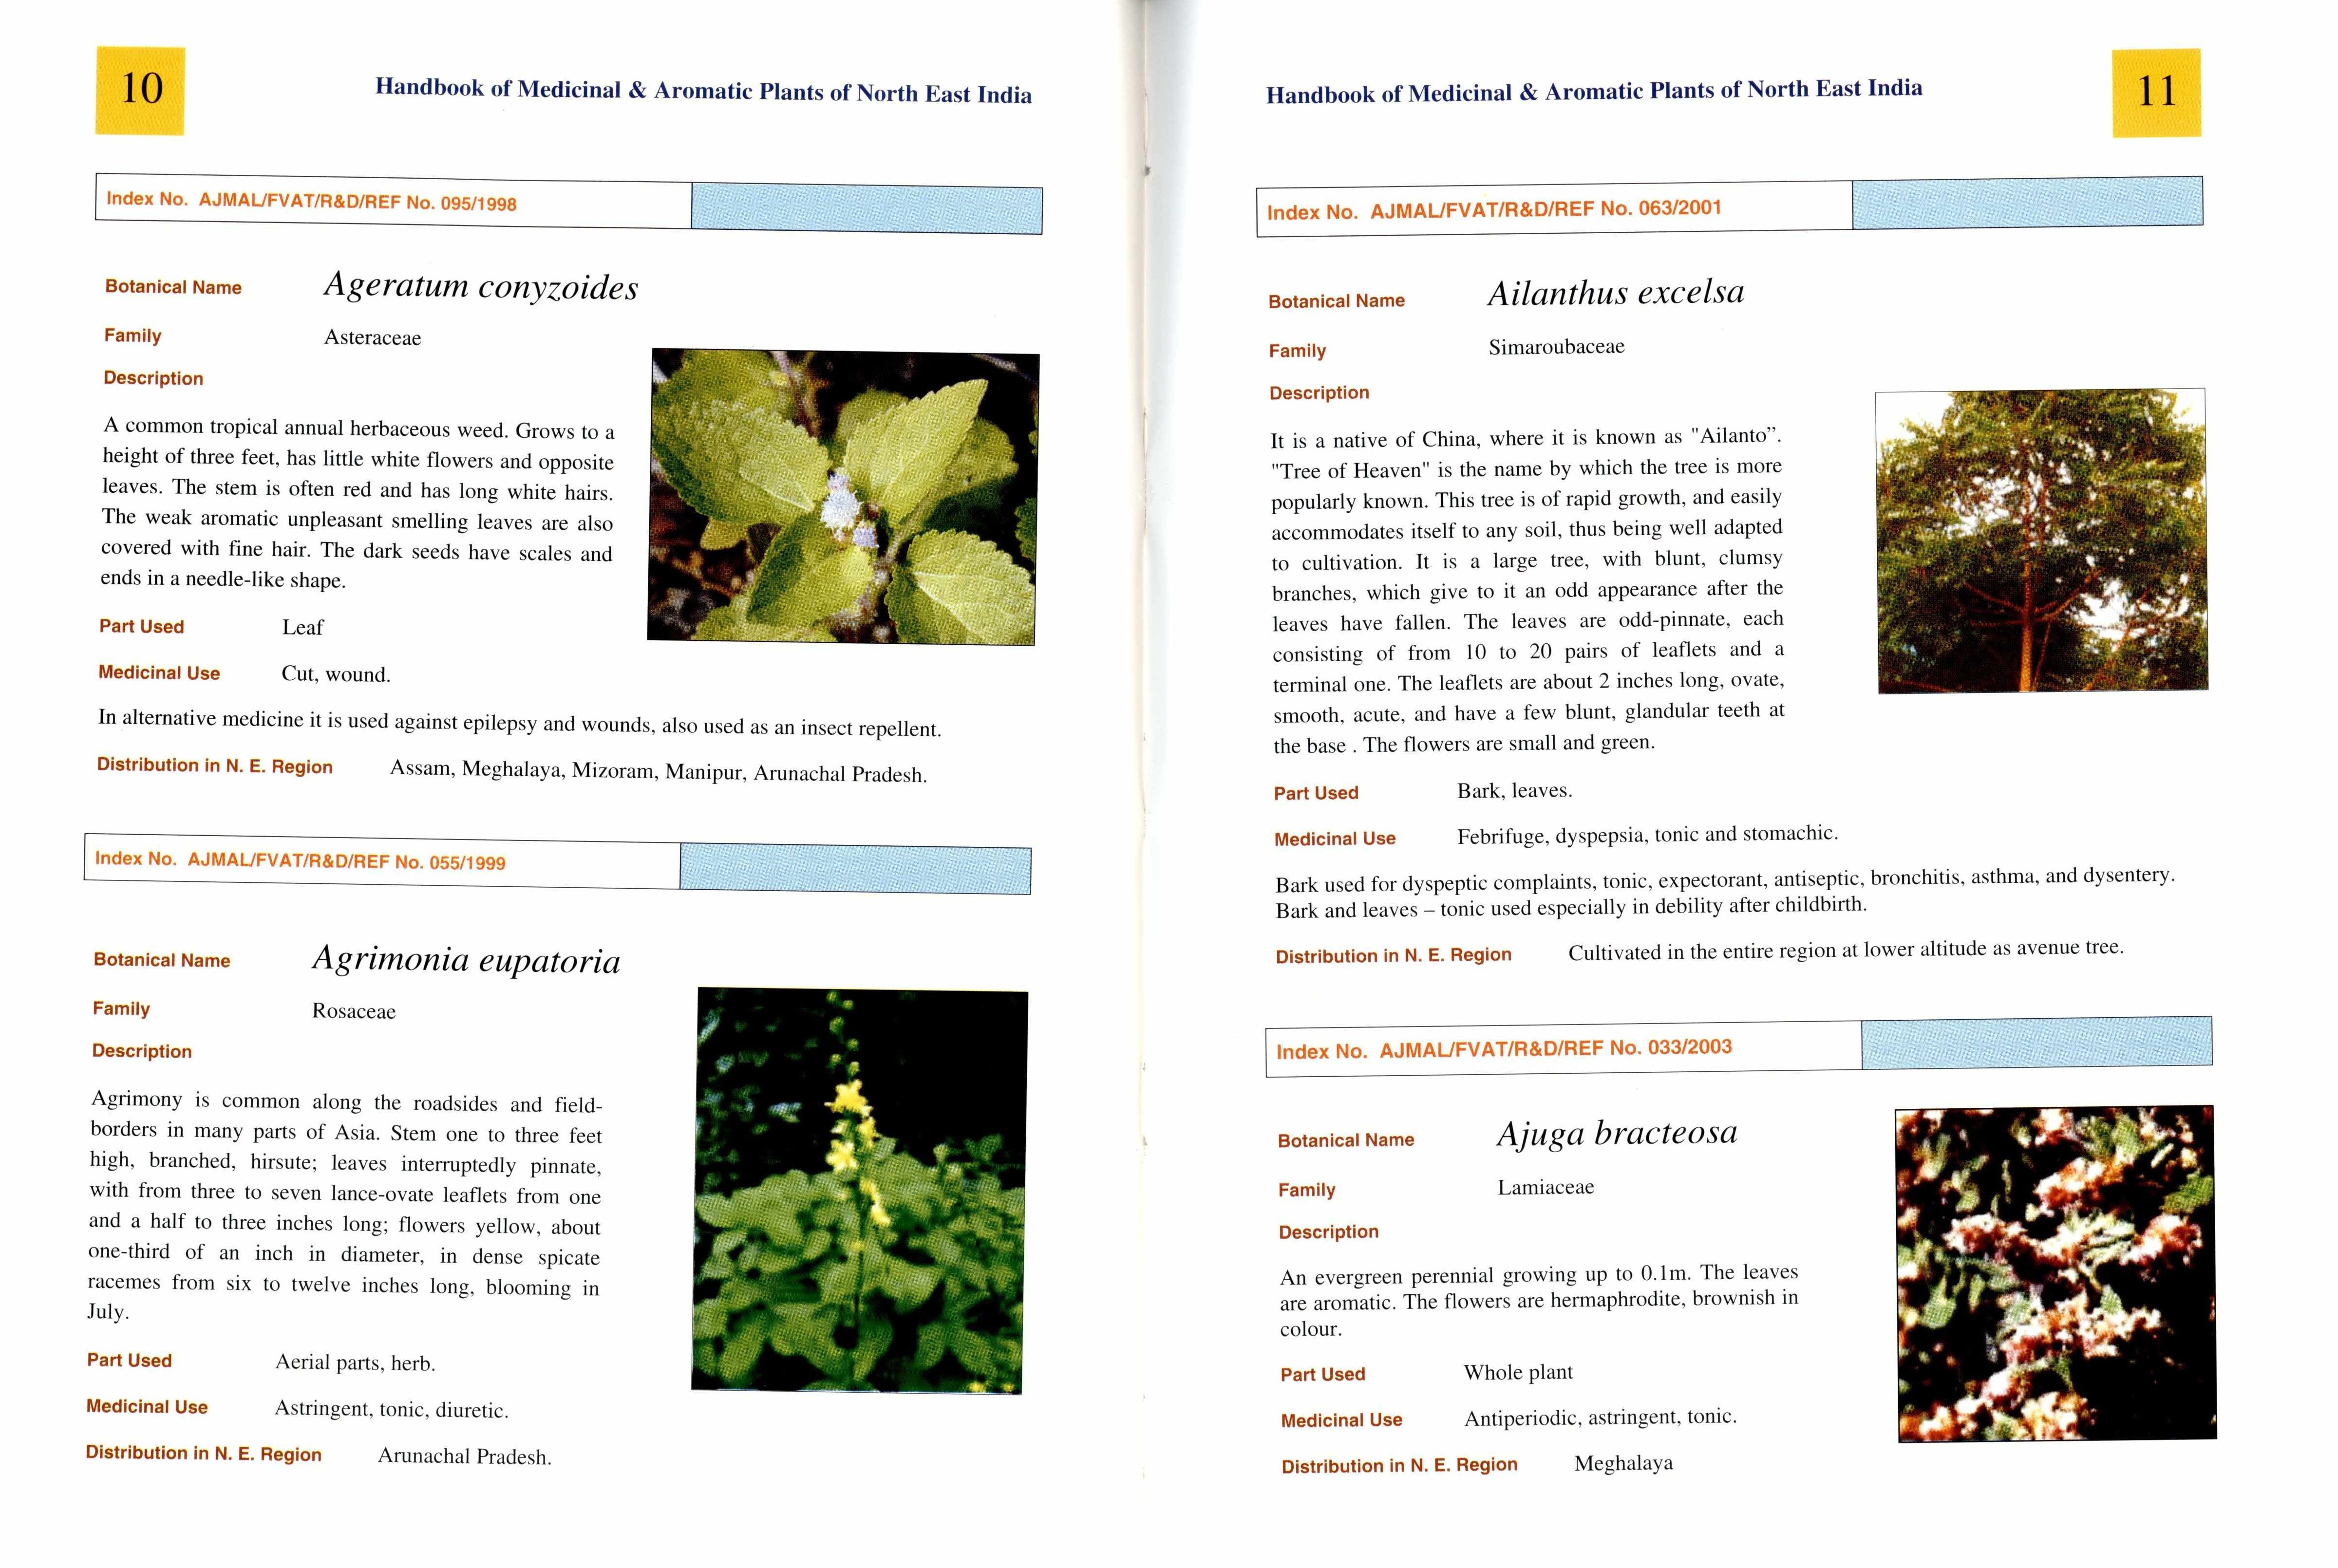 10
Handbook of Medicinal & Aromatic Plants of North East India
Index No. AJMAL/FVAT/R&D/REF No. 095/1998
Botanical Name Ageratum conyzoides
Family Asteraceae
Description
A common tropical annual herbaceous weed. Grows to a
height of three feet, has little white flowers and opposite
leaves. The stem is often red and has long white hairs.
The weak aromatic unpleasant smelling leaves are also
covered with fine hair. The dark seeds have scales and
ends in a needle-like shape.
Part Used Leaf
Medicinal Use Cut, wound.
In alternative medicine it is used against epilepsy and wounds, also used as an insect repellent.
Distribution in N. E. Region Assam, Meghalaya, Mizoram, Manipur, Arunachal Pradesh.
Index No. AJMAL/FVAT/R&D/REF No. 055/1999
Botanical Name Agrimonia eupatoria
Family Rosaceae
Description
Agrimony is common along the roadsides and field-
borders in many parts of Asia. Stem one to three feet
high, branched, hirsute; leaves interruptedly pinnate,
with from three to seven lance-ovate leaflets from one
and a half to three inches long; flowers yellow, about
one-third of an inch in diameter, in dense spicate
racemes from six to twelve inches long, blooming in
July.
Part Used Aerial parts, herb.
Medicinal Use Astringent, tonic, diuretic.
Distribution in N. E. Region Arunachal Pradesh.
Handbook of Medicinal & Aromatic Plants of North East India
11
Index No. AJMAL/FVAT/R&D/REF No. 063/2001
Botanical Name Ailanthus excelsa
Family Simaroubaceae
Description
It is a native of China, where it is known as "Ailanto”.
"Tree of Heaven" is the name by which the tree is more
popularly known. This tree is of rapid growth, and easily
accommodates itself to any soil, thus being well adapted
to cultivation. It is a large tree, with blunt, clumsy
branches, which give to it an odd appearance after the
leaves have fallen. The leaves are odd-pinnate, each
consisting of from 10 to 20 pairs of leaflets and a
terminal one. The leaflets are about 2 inches long, ovate,
smooth, acute, and have a few blunt, glandular teeth at
the base . The flowers are small and green.
Part Used Bark, leaves.
Medicinal Use Febrifuge, dyspepsia, tonic and stomachic.
Bark used for dyspeptic complaints, tonic, expectorant, antiseptic, bronchitis, asthma, and dysentery.
Bark and leaves – tonic used especially in debility after childbirth.
Distribution in N. E. Region Cultivated in the entire region at lower altitude as avenue tree.
Index No. AJMAL/FVAT/R&D/REF No. 033/2003
Botanical Name Ajuga bracteosa
Family Lamiaceae
Description
An evergreen perennial growing up to 0.1m. The leaves
are aromatic. The flowers are hermaphrodite, brownish in
colour.
Part Used Whole plant
Medicinal Use Antiperiodic, astringent, tonic.
Distribution in N. E. Region Meghalaya